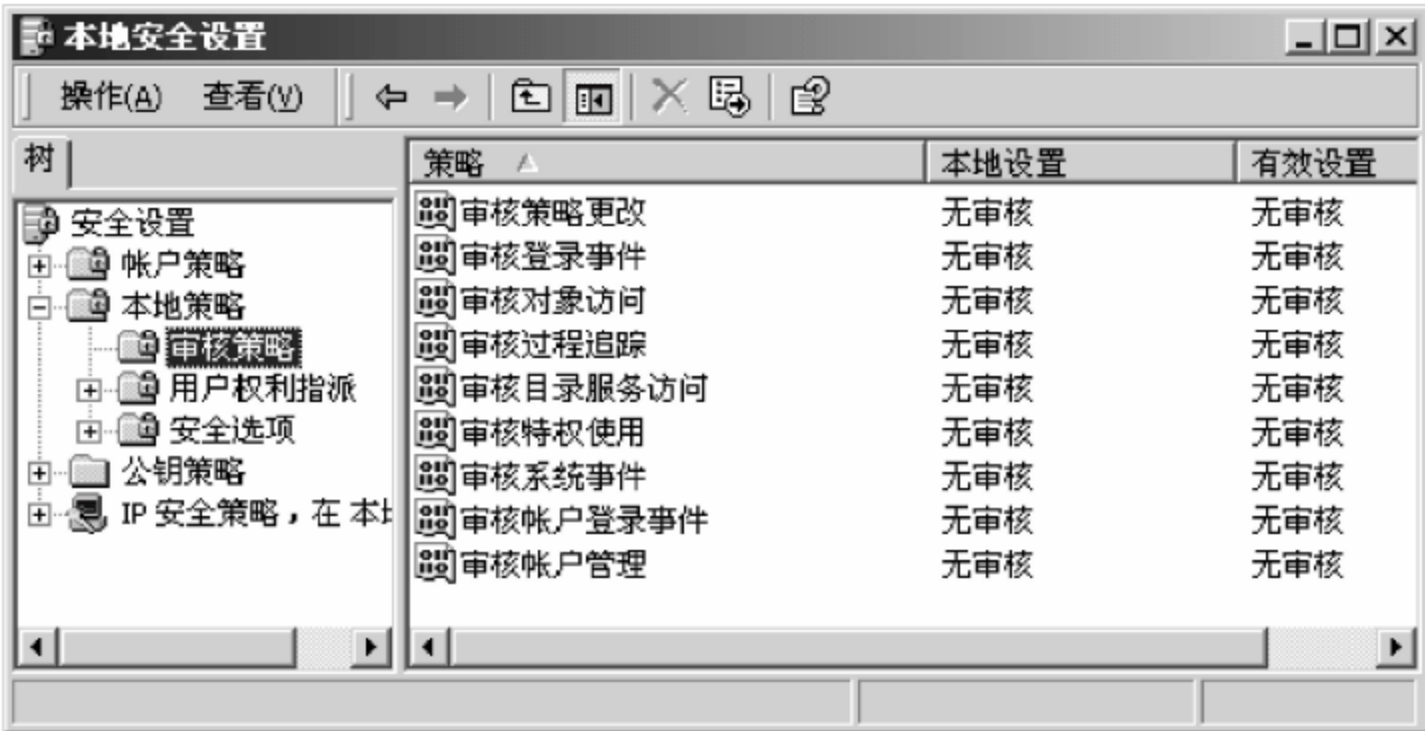 本地安全设置
操作(A) 查看(V)
树
安全设置
帐户策略
本地策略
审核策略
用户权利指派
安全选项
公钥策略
IP 安全策略，在 本
策略 本地设置 有效设置
审核策略更改 无审核 无审核
审核登录事件 无审核 无审核
审核对象访问 无审核 无审核
审核过程追踪 无审核 无审核
审核目录服务访问 无审核 无审核
审核特权使用 无审核 无审核
审核系统事件 无审核 无审核
审核帐户登录事件 无审核 无审核
审核帐户管理 无审核 无审核